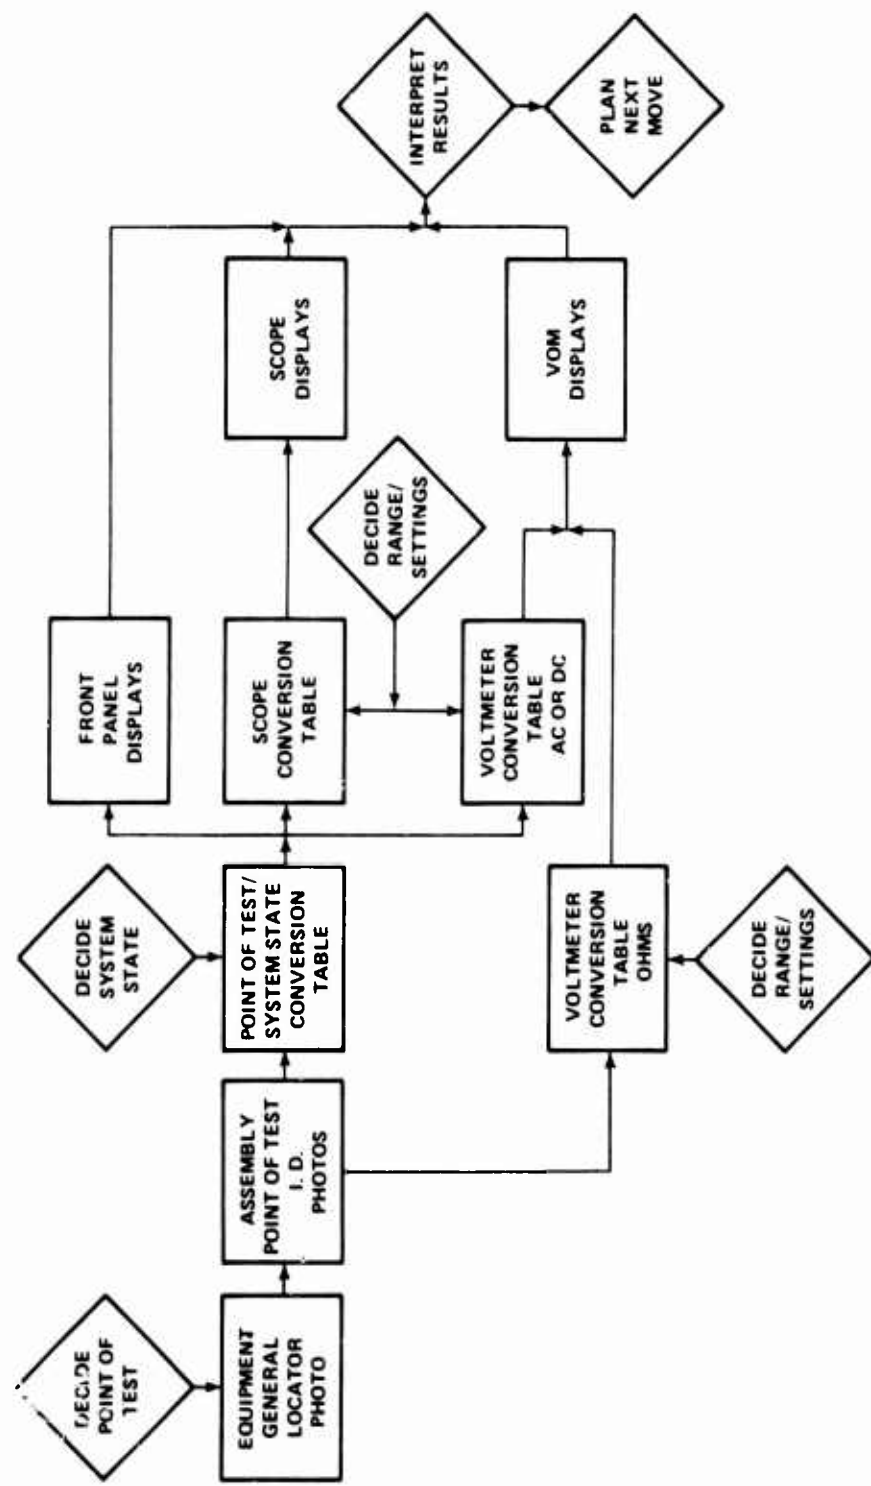 DECIDE
POINT OF
TEST
EQUIPMENT
GENERAL
LOCATOR
PHOTO
ASSEMBLY
POINT OF TEST
I. D.
PHOTOS
DECIDE
SYSTEM
STATE
POINT OF TEST/
SYSTEM STATE
CONVERSION
TABLE
VOLTMETER
CONVERSION
TABLE
OHMS
DECIDE
RANGE/
SETTINGS
FRONT
PANEL
DISPLAYS
SCOPE
CONVERSION
TABLE
VOLTMETER
CONVERSION
TABLE
AC OR DC
DECIDE
RANGE/
SETTINGS
SCOPE
DISPLAYS
VOM
DISPLAYS
INTERPRET
RESULTS
PLAN
NEXT
MOVE